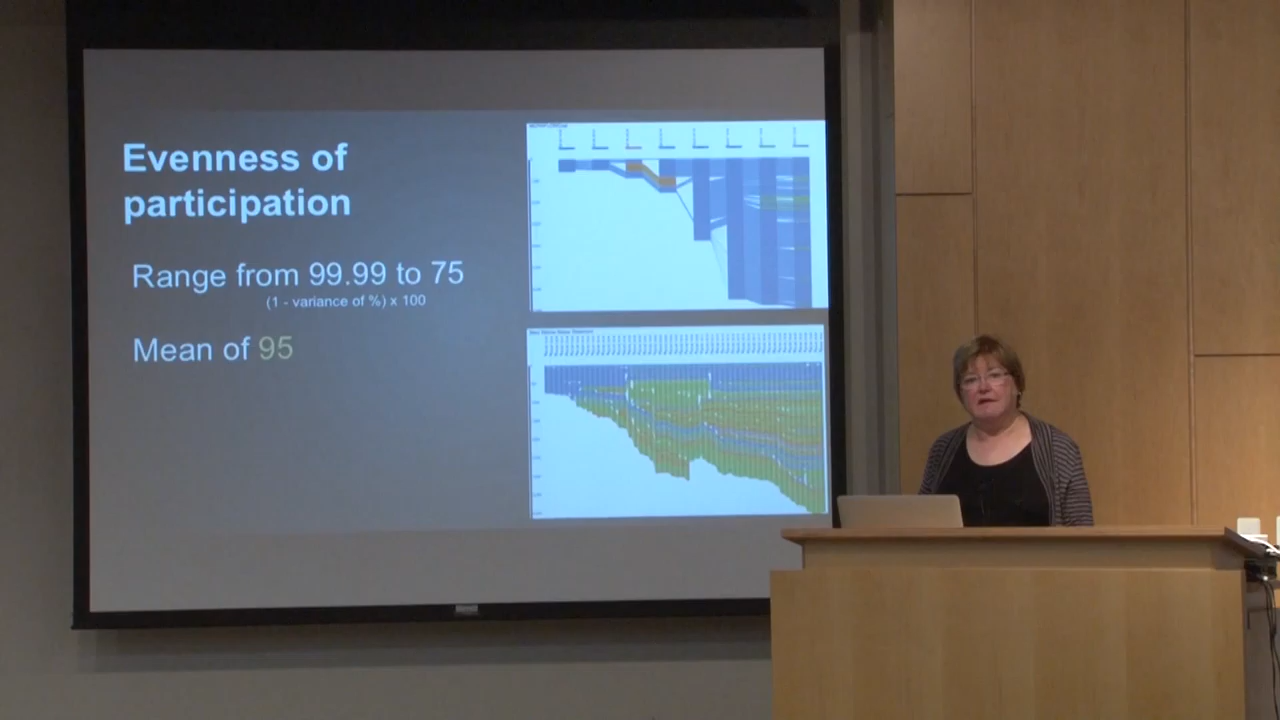 Evenness of
participation
Range from 99.99 to 75
(1 - variance of %) x 100
Mean of 95